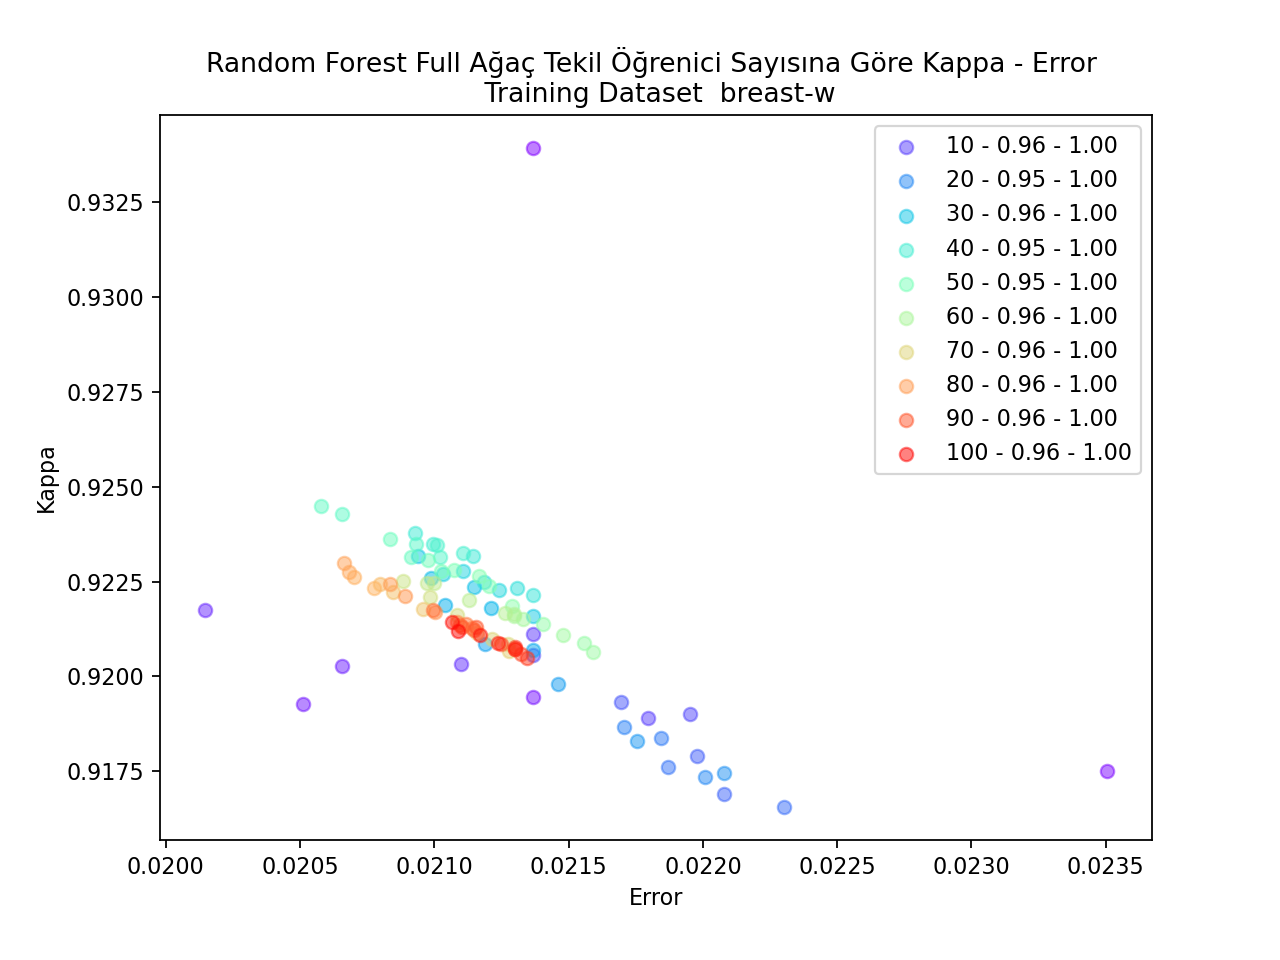 Random Forest Full Ağaç Tekil Öğrenici Sayısına Göre Kappa - Error
Training Dataset  breast-w
10 - 0.96 - 1.00
20 - 0.95 - 1.00
30 - 0.96 - 1.00
40 - 0.95 - 1.00
50 - 0.95 - 1.00
60 - 0.96 - 1.00
70 - 0.96 - 1.00
80 - 0.96 - 1.00
90 - 0.96 - 1.00
100 - 0.96 - 1.00
Kappa
0.9325
0.9300
0.9275
0.9250
0.9225
0.9200
0.9175
0.0200 0.0205 0.0210 0.0215 0.0220 0.0225 0.0230 0.0235
Error